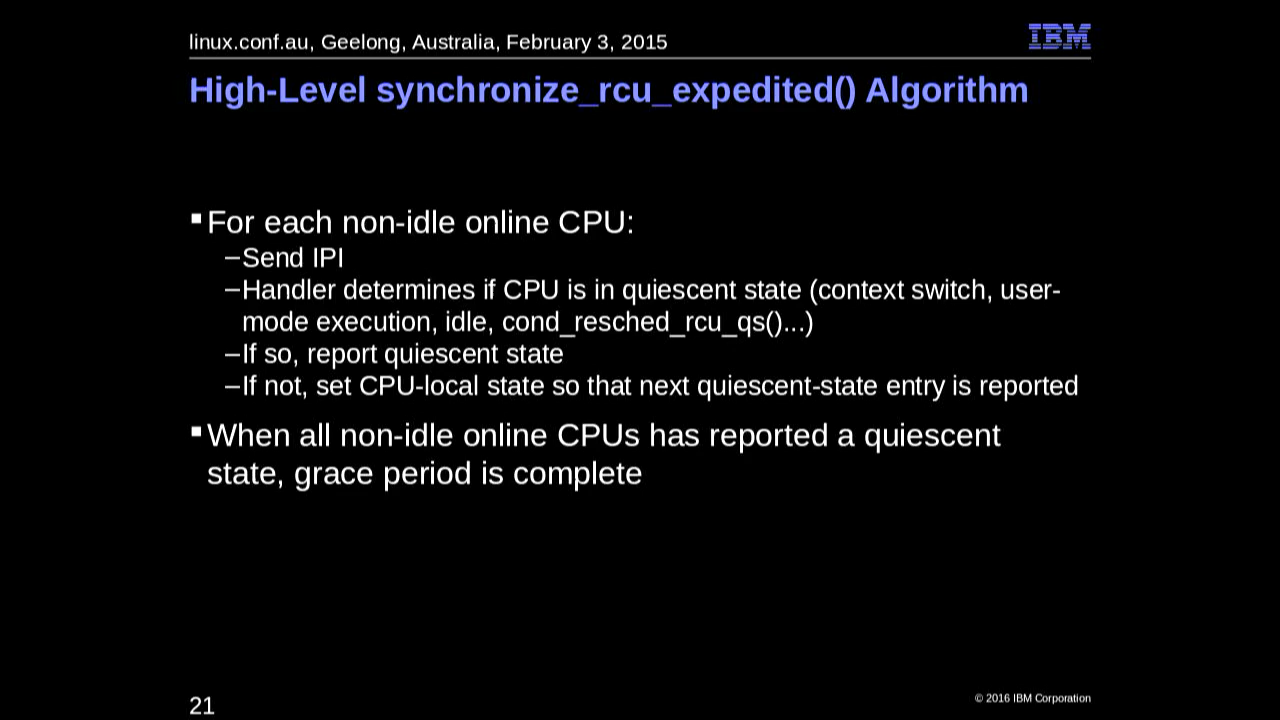 linux.conf.au, Geelong, Australia, February 3, 2015
IBM
High-Level synchronize_rcu_expedited() Algorithm
▪For each non-idle online CPU:
–Send IPI
–Handler determines if CPU is in quiescent state (context switch, user-
mode execution, idle, cond_resched_rcu_qs()...)
–If so, report quiescent state
–If not, set CPU-local state so that next quiescent-state entry is reported
▪When all non-idle online CPUs has reported a quiescent
state, grace period is complete
21
© 2016 IBM Corporation